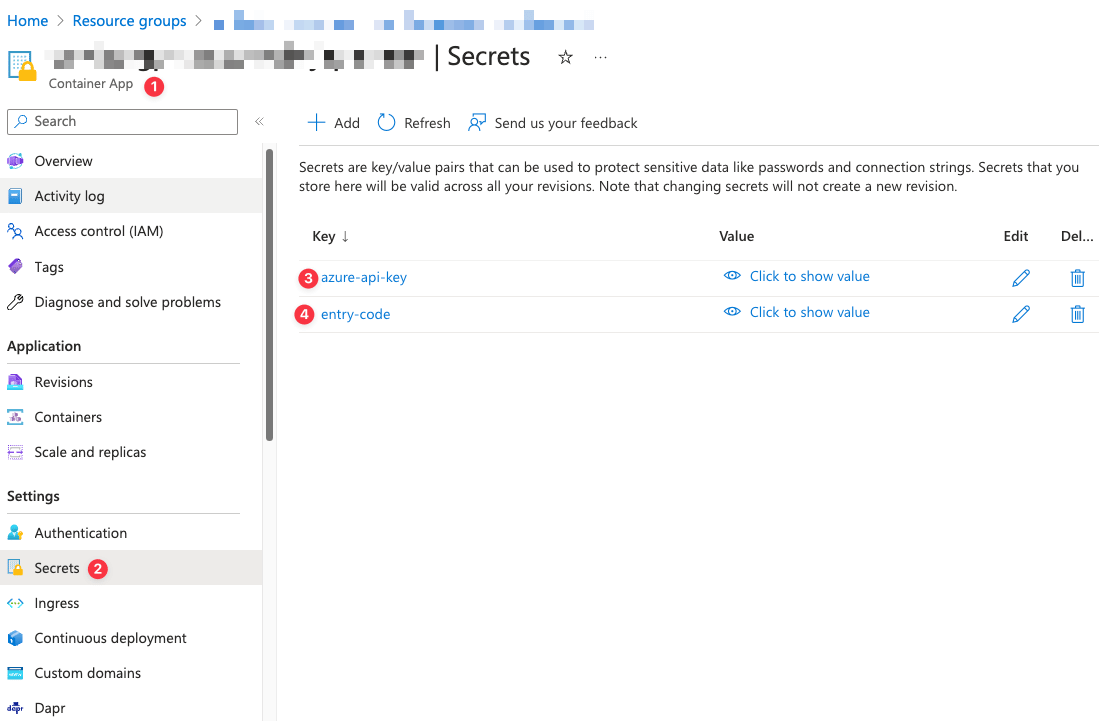 Home > Resource groups >
| Secrets
Container App 1
Search
Add Refresh Send us your feedback
Secrets are key/value pairs that can be used to protect sensitive data like passwords and connection strings. Secrets that you
store here will be valid across all your revisions. Note that changing secrets will not create a new revision.
Overview
Activity log
Access control (IAM)
Tags
Diagnose and solve problems
Application
Revisions
Containers
Scale and replicas
Settings
Authentication
Secrets 2
Ingress
Continuous deployment
Custom domains
Dapr
Key ↓ Value Edit Del...
3 azure-api-key Click to show value
4 entry-code Click to show value